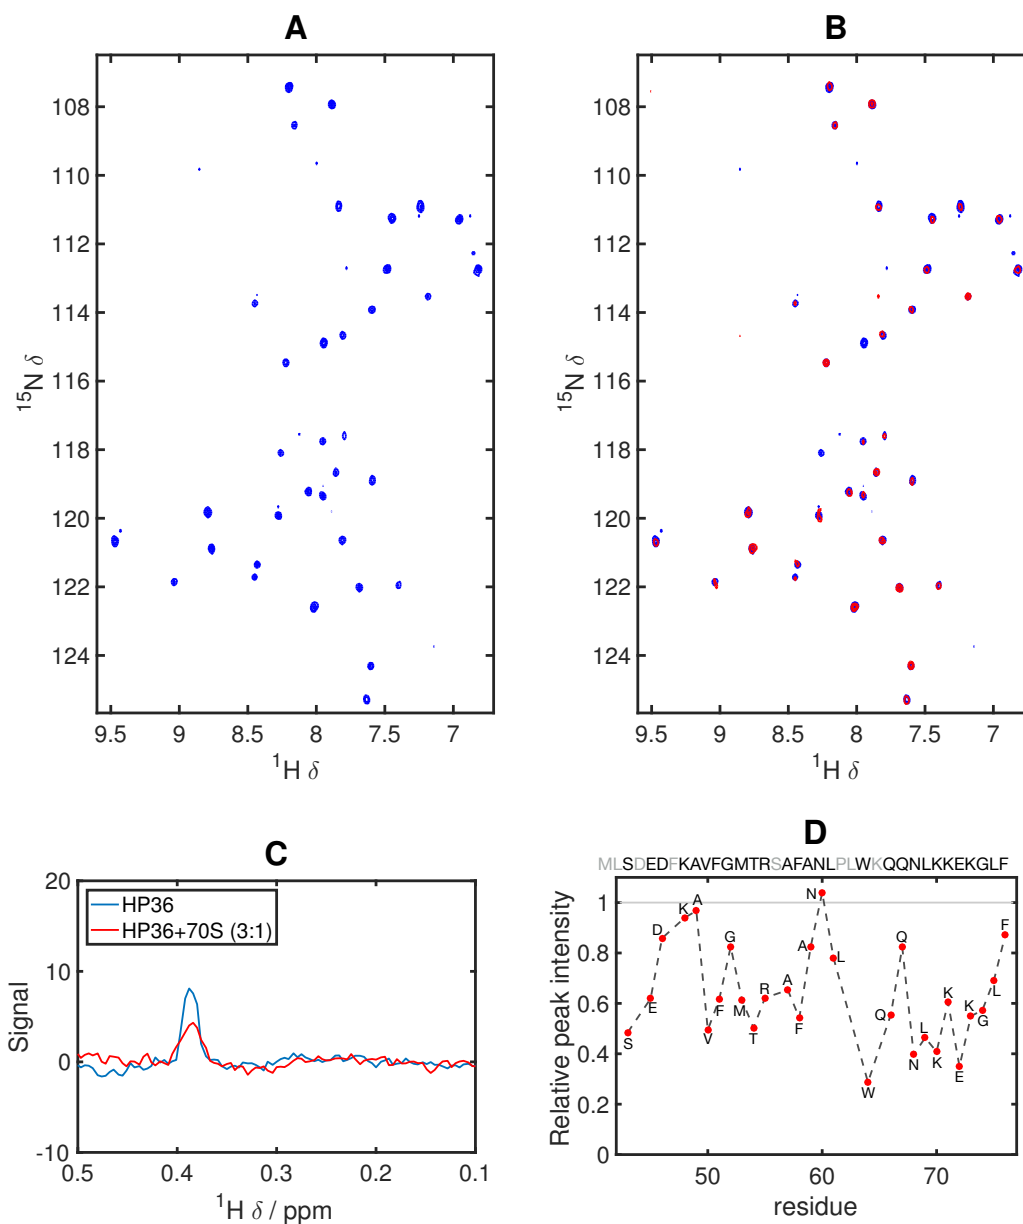 A
108
110
112
114
116
118
120
122
124
15N δ
9.5 9 8.5 8 7.5 7
1H δ
B
108
110
112
114
116
118
120
122
124
15N δ
9.5 9 8.5 8 7.5 7
1H δ
C
20
10
0
-10
Signal
HP36
HP36+70S (3:1)
0.5 0.4 0.3 0.2 0.1
1H δ / ppm
D
MLSDEDFKAVFGMTRSAFANLPLWKQQNLKKEKGLF
1
0.8
0.6
0.4
0.2
1
Relative peak intensity
S E D K A V F G M T R A F A N L W Q Q N L K K E K G L F
50 60 70
residue